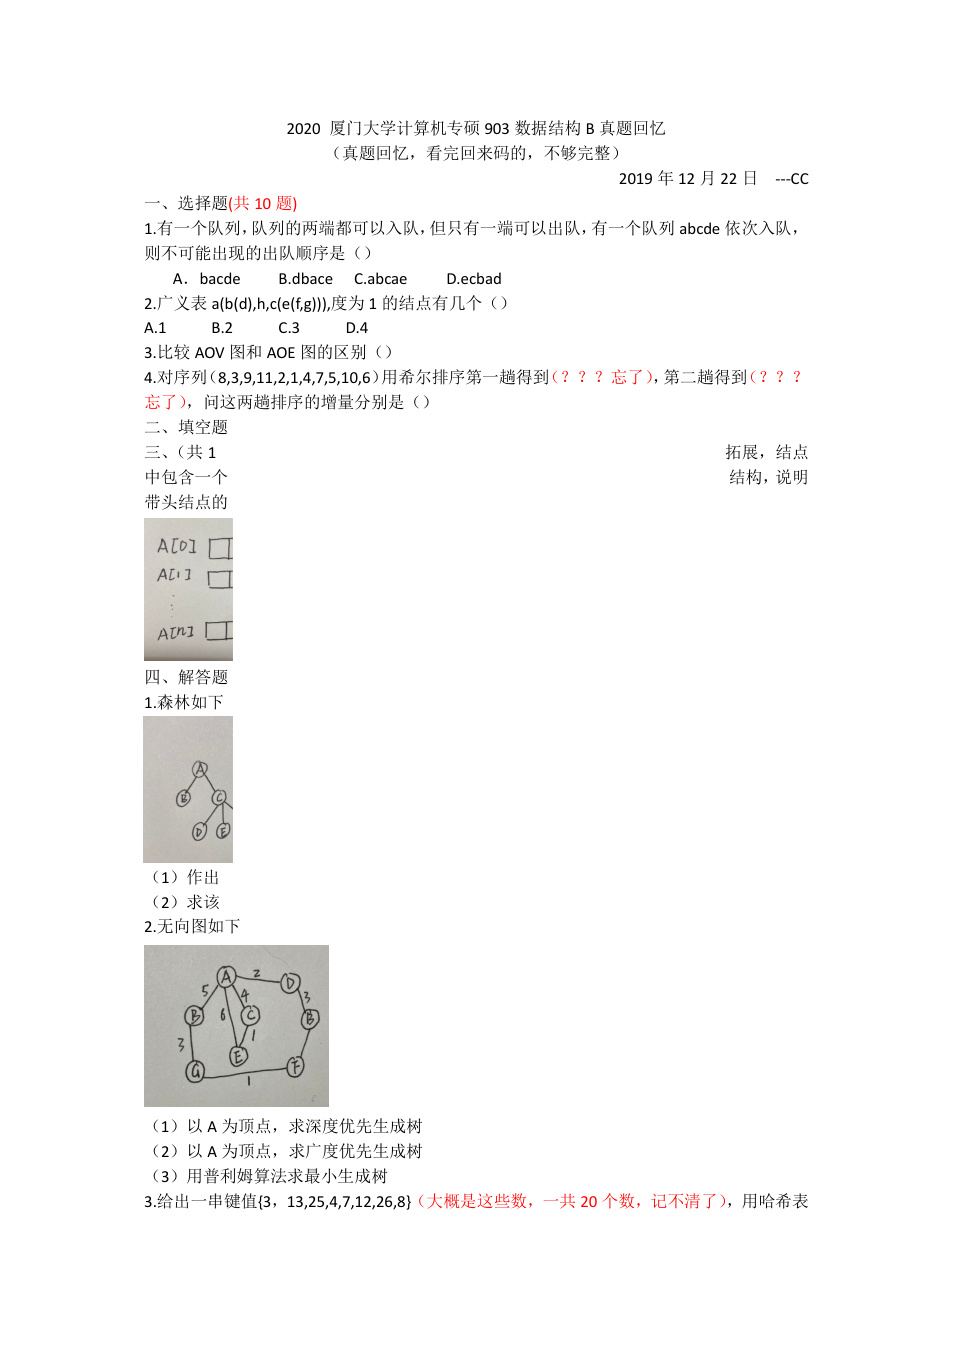 2020 厦门大学计算机专硕 903 数据结构 B 真题回忆
（真题回忆，看完回来码的，不够完整）
2019 年 12 月 22 日 ---CC
一、选择题(共 10 题)
1.有一个队列，队列的两端都可以入队，但只有一端可以出队，有一个队列 abcde 依次入队，
则不可能出现的出队顺序是（）
A．bacde B.dbace C.abcae D.ecbad
2.广义表 a(b(d),h,c(e(f,g))),度为 1 的结点有几个（）
A.1 B.2 C.3 D.4
3.比较 AOV 图和 AOE 图的区别（）
4.对序列（8,3,9,11,2,1,4,7,5,10,6）用希尔排序第一趟得到（？？？忘了），第二趟得到（？？？
忘了），问这两趟排序的增量分别是（）
二、填空题
三、（共 1 拓展，结点
中包含一个 结构，说明
带头结点的
A[0]
A[1]
A[n]
四、解答题
1.森林如下
A
B C
D E
（1）作出
（2）求该
2.无向图如下
A 2 D
5 4 3
B 6 C B
3 E 1
G 1 F
（1）以 A 为顶点，求深度优先生成树
（2）以 A 为顶点，求广度优先生成树
（3）用普利姆算法求最小生成树
3.给出一串键值{3，13,25,4,7,12,26,8}（大概是这些数，一共 20 个数，记不清了），用哈希表